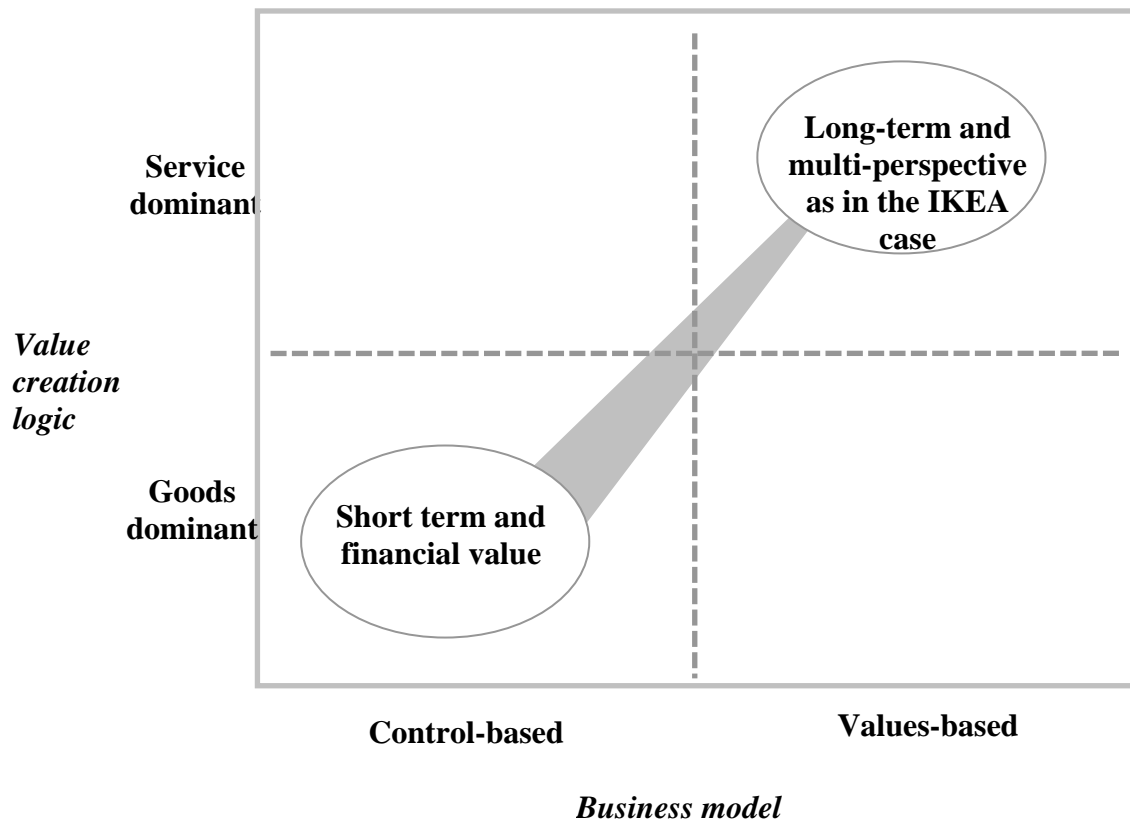 Service
dominant
Long-term and
multi-perspective
as in the IKEA
case
Value
creation
logic
Goods
dominant
Short term and
financial value
Control-based
Values-based
Business model